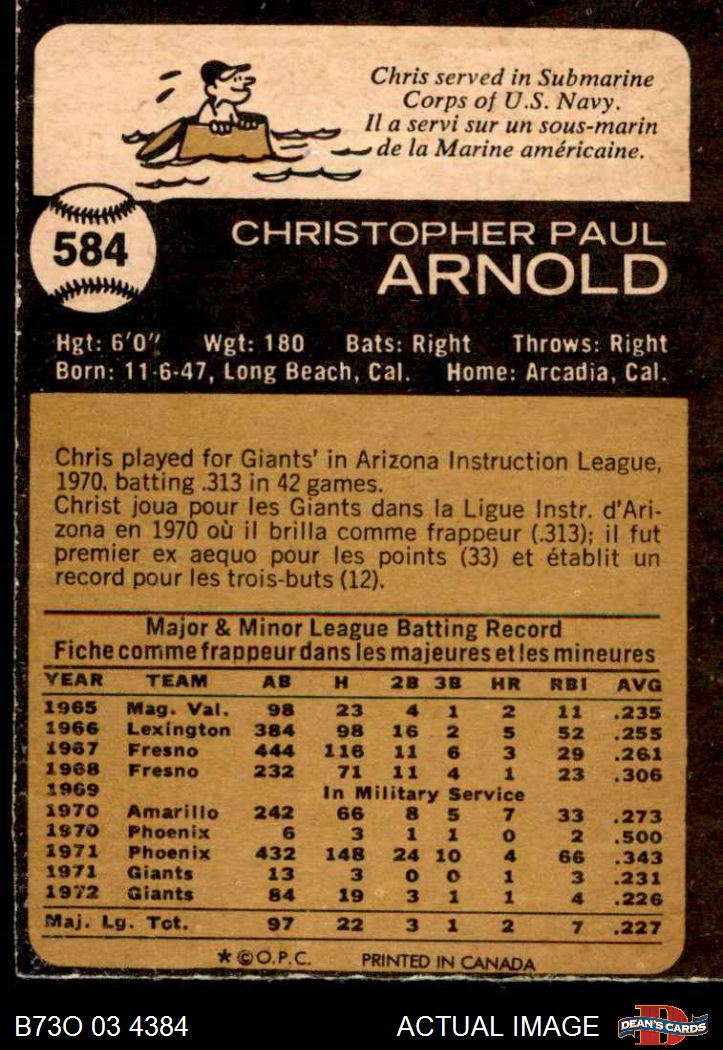 Chris served in Submarine
Corps of U.S. Navy.
Il a servi sur un sous-marin
de la Marine américaine.
584
CHRISTOPHER PAUL
ARNOLD
Hgt: 6'0" Wgt: 180 Bats: Right Throws: Right
Born: 11-6-47, Long Beach, Cal. Home: Arcadia, Cal.
Chris played for Giants' in Arizona Instruction League,
1970. batting .313 in 42 games.
Christ joua pour les Giants dans la Ligue Instr. d'Ari-
zona en 1970 où il brilla comme frappeur (.313); il fut
premier ex aequo pour les points (33) et établit un
record pour les trois-buts (12).
Major & Minor League Batting Record
Fiche comme frappeur dans les majeures et les mineures
YEAR TEAM AB H 2B 3B HR RBI AVG
1965 Mag. Val. 98 23 4 1 2 11 .235
1966 Lexington 384 98 16 2 5 52 .255
1967 Fresno 444 116 11 6 3 29 .261
1968 Fresno 232 71 11 4 1 23 .306
1969 In Military Service
1970 Amarillo 242 66 8 5 7 33 .273
1970 Phoenix 6 3 1 1 0 2 .500
1971 Phoenix 432 148 24 10 4 66 .343
1971 Giants 13 3 0 0 1 3 .231
1972 Giants 84 19 3 1 1 4 .226
Maj. Lg. Tot. 97 22 3 1 2 7 .227
* © O.P.C. PRINTED IN CANADA
B73O 03 4384 ACTUAL IMAGE DEAN'S CARDS